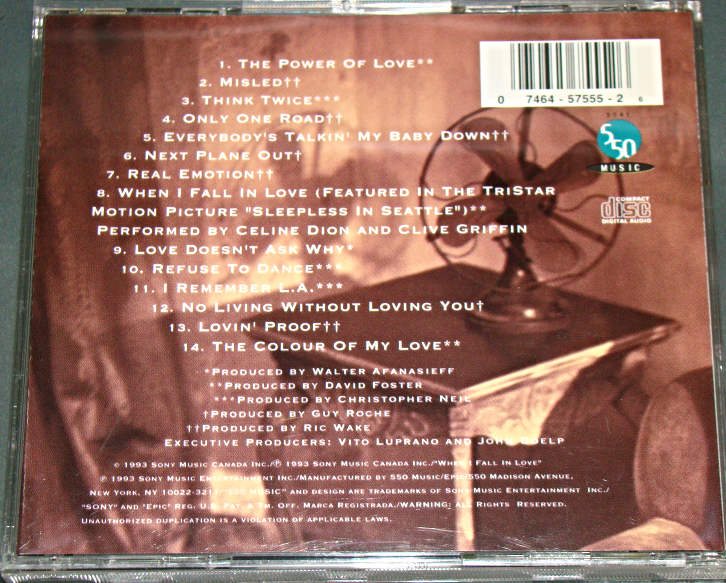 1. The Power Of Love**
2. Misled††
3. Think Twice***
4. Only One Road††
5. Everybody's Talkin' My Baby Down††
6. Next Plane Out†
7. Real Emotion††
8. When I Fall In Love (Featured In The TriStar
Motion Picture "Sleepless In Seattle")**
Performed by Celine Dion and Clive Griffin
9. Love Doesn't Ask Why*
10. Refuse To Dance***
11. I Remember L.A.***
12. No Living Without Loving You†
13. Lovin' Proof††
14. The Colour Of My Love**
*Produced by Walter Afanasieff
**Produced by David Foster
***Produced by Christopher Neil
†Produced by Guy Roche
††Produced by Ric Wake
Executive Producers: Vito Luprano and John Doelp
© 1993 Sony Music Canada Inc./℗ 1993 Sony Music Canada Inc./"When I Fall In Love"
℗ 1993 Sony Music Entertainment Inc./Manufactured by 550 Music/Epic/550 Madison Avenue,
New York, NY 10022-3211/"550 Music" and design are trademarks of Sony Music Entertainment Inc./
"SONY" and "Epic" Reg. U.S. Pat. & Tm. Off. Marca Registrada./WARNING: All Rights Reserved.
Unauthorized duplication is a violation of applicable laws.
0 7464-57555-2 6
SONY
550
MUSIC
COMPACT
disc
DIGITAL AUDIO